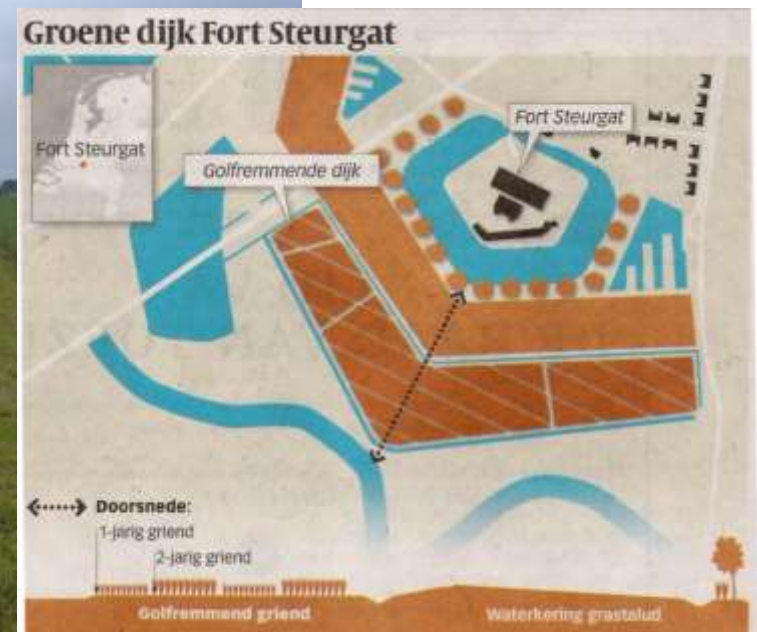 Groene dijk Fort Steurgat
Fort Steurgat
Fort Steurgat
Golfremmende dijk
Doorsnede:
1-jarig griend
2-jarig griend
Golfremmend griend
Waterkering grastalud